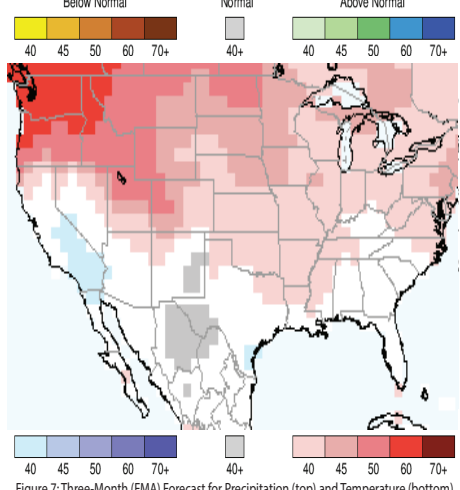 Below Normal Normal Above Normal
40 45 50 60 70+ 40+ 40 45 50 60 70+
40 45 50 60 70+ 40+ 40 45 50 60 70+
Figure 7: Three-Month (FMA) Forecast for Precipitation (top) and Temperature (bottom)